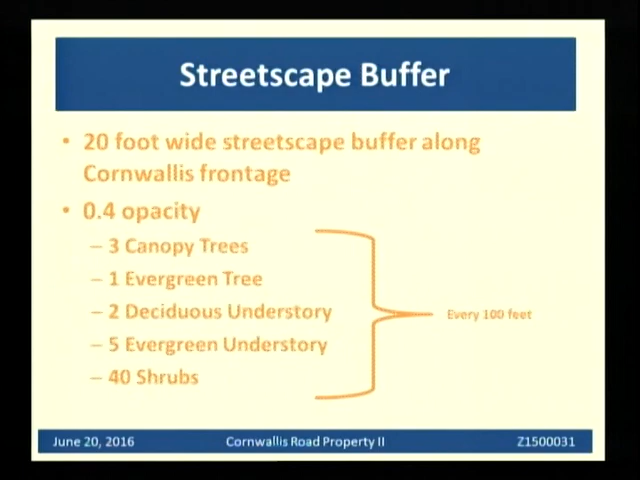 Streetscape Buffer
• 20 foot wide streetscape buffer along
Cornwallis frontage
• 0.4 opacity
– 3 Canopy Trees
– 1 Evergreen Tree
– 2 Deciduous Understory
– 5 Evergreen Understory
– 40 Shrubs
Every 100 feet
June 20, 2016 Cornwallis Road Property II Z1500031